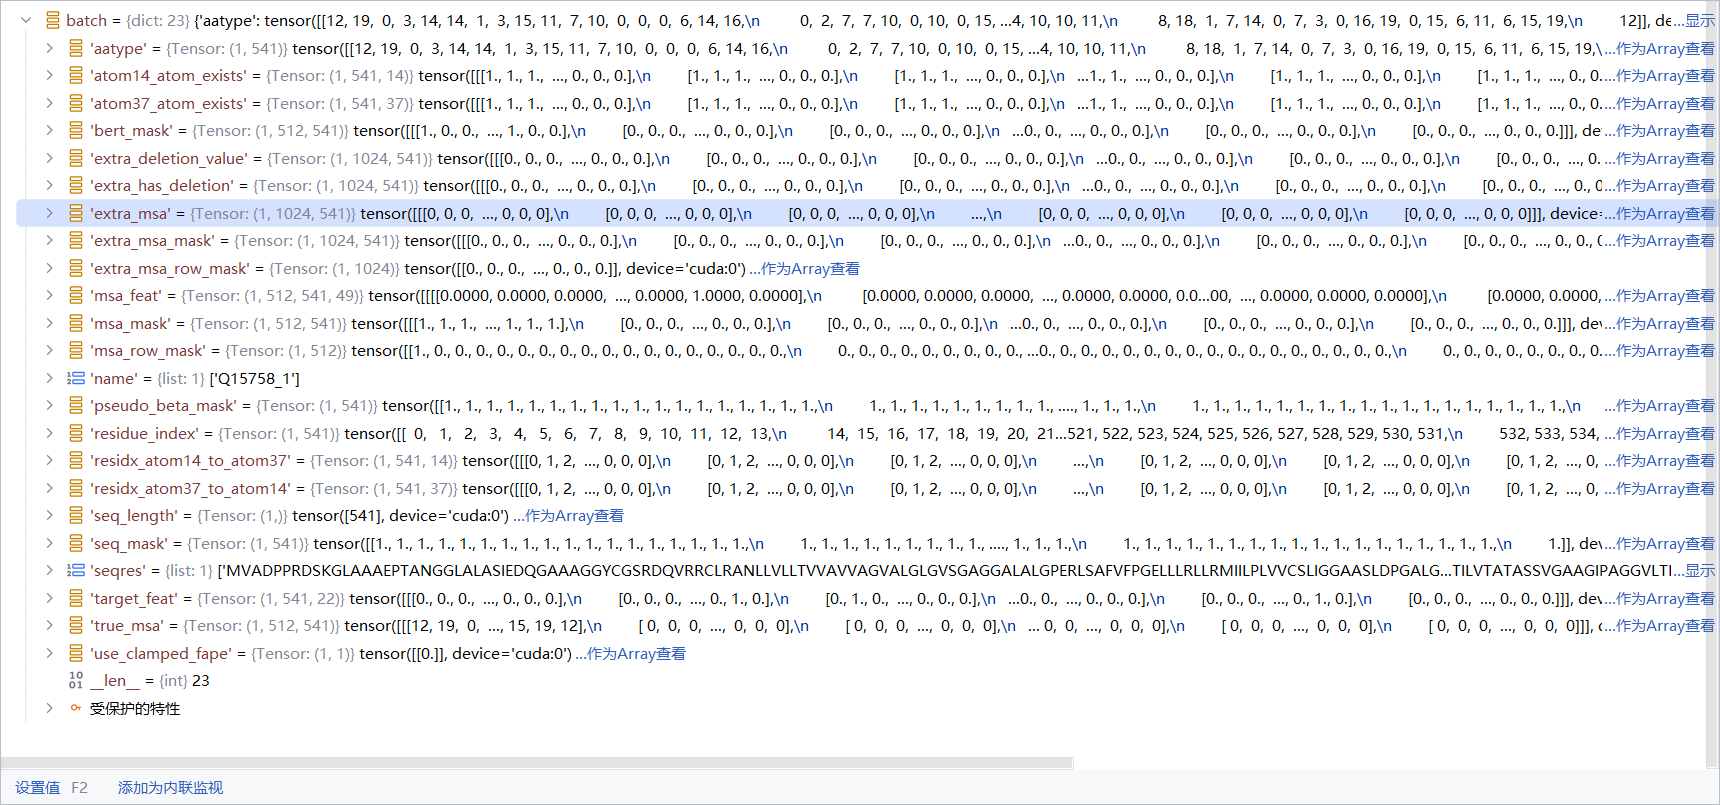 batch = {dict: 23} {'aatype': tensor([[12, 19,  0,  3, 14, 14,  1,  3, 15, 11,  7, 10,  0,  0,  0,  6, 14, 16,\n          0,  2,  7,  7, 10,  0, 10,  0, 15, ...4, 10, 10, 11,\n          8, 18,  1,  7, 14,  0,  7,  3,  0, 16, 19,  0, 15,  6, 11,  6, 15, 19,\n         12]], de...显示
'aatype' = {Tensor: (1, 541)} tensor([[12, 19,  0,  3, 14, 14,  1,  3, 15, 11,  7, 10,  0,  0,  0,  6, 14, 16,\n          0,  2,  7,  7, 10,  0, 10,  0, 15, ...4, 10, 10, 11,\n          8, 18,  1,  7, 14,  0,  7,  3,  0, 16, 19,  0, 15,  6, 11,  6, 15, 19,\...作为Array查看
'atom14_atom_exists' = {Tensor: (1, 541, 14)} tensor([[[1., 1., 1.,  ..., 0., 0., 0.],\n         [1., 1., 1.,  ..., 0., 0., 0.],\n         [1., 1., 1.,  ..., 0., 0., 0.],\n  ...1., 1.,  ..., 0., 0., 0.],\n         [1., 1., 1.,  ..., 0., 0., 0.],\n         [1., 1., 1.,  ..., 0., 0....作为Array查看
'atom37_atom_exists' = {Tensor: (1, 541, 37)} tensor([[[1., 1., 1.,  ..., 0., 0., 0.],\n         [1., 1., 1.,  ..., 0., 0., 0.],\n         [1., 1., 1.,  ..., 0., 0., 0.],\n  ...1., 1.,  ..., 0., 0., 0.],\n         [1., 1., 1.,  ..., 0., 0., 0.],\n         [1., 1., 1.,  ..., 0., 0....作为Array查看
'bert_mask' = {Tensor: (1, 512, 541)} tensor([[[1., 0., 0.,  ..., 1., 0., 0.],\n         [0., 0., 0.,  ..., 0., 0., 0.],\n         [0., 0., 0.,  ..., 0., 0., 0.],\n  ...0., 0.,  ..., 0., 0., 0.],\n         [0., 0., 0.,  ..., 0., 0., 0.],\n         [0., 0., 0.,  ..., 0., 0., 0.]]], de...作为Array查看
'extra_deletion_value' = {Tensor: (1, 1024, 541)} tensor([[[0., 0., 0.,  ..., 0., 0., 0.],\n         [0., 0., 0.,  ..., 0., 0., 0.],\n         [0., 0., 0.,  ..., 0., 0., 0.],\n  ...0., 0.,  ..., 0., 0., 0.],\n         [0., 0., 0.,  ..., 0., 0., 0.],\n         [0., 0., 0.,  ..., 0....作为Array查看
'extra_has_deletion' = {Tensor: (1, 1024, 541)} tensor([[[0., 0., 0.,  ..., 0., 0., 0.],\n         [0., 0., 0.,  ..., 0., 0., 0.],\n         [0., 0., 0.,  ..., 0., 0., 0.],\n  ...0., 0.,  ..., 0., 0., 0.],\n         [0., 0., 0.,  ..., 0., 0., 0.],\n         [0., 0., 0.,  ..., 0., 0....作为Array查看
'extra_msa' = {Tensor: (1, 1024, 541)} tensor([[[0, 0, 0,  ..., 0, 0, 0],\n         [0, 0, 0,  ..., 0, 0, 0],\n         [0, 0, 0,  ..., 0, 0, 0],\n         ...,\n         [0, 0, 0,  ..., 0, 0, 0],\n         [0, 0, 0,  ..., 0, 0, 0],\n         [0, 0, 0,  ..., 0, 0, 0]]], device=...作为Array查看
'extra_msa_mask' = {Tensor: (1, 1024, 541)} tensor([[[0., 0., 0.,  ..., 0., 0., 0.],\n         [0., 0., 0.,  ..., 0., 0., 0.],\n         [0., 0., 0.,  ..., 0., 0., 0.],\n  ...0., 0.,  ..., 0., 0., 0.],\n         [0., 0., 0.,  ..., 0., 0., 0.],\n         [0., 0., 0.,  ..., 0., 0., 0...作为Array查看
'extra_msa_row_mask' = {Tensor: (1, 1024)} tensor([[0., 0., 0.,  ..., 0., 0., 0.]], device='cuda:0') ...作为Array查看
'msa_feat' = {Tensor: (1, 512, 541, 49)} tensor([[[[0.0000, 0.0000, 0.0000,  ..., 0.0000, 1.0000, 0.0000],\n          [0.0000, 0.0000, 0.0000,  ..., 0.0000, 0.0000, 0.0...00,  ..., 0.0000, 0.0000, 0.0000],\n          [0.0000, 0.0000,...作为Array查看
'msa_mask' = {Tensor: (1, 512, 541)} tensor([[[1., 1., 1.,  ..., 1., 1., 1.],\n         [0., 0., 0.,  ..., 0., 0., 0.],\n         [0., 0., 0.,  ..., 0., 0., 0.],\n  ...0., 0.,  ..., 0., 0., 0.],\n         [0., 0., 0.,  ..., 0., 0., 0.],\n         [0., 0., 0.,  ..., 0., 0., 0.]]], de...作为Array查看
'msa_row_mask' = {Tensor: (1, 512)} tensor([[1., 0., 0., 0., 0., 0., 0., 0., 0., 0., 0., 0., 0., 0., 0., 0., 0., 0.,\n         0., 0., 0., 0., 0., 0., 0., 0., 0., ...0., 0., 0., 0., 0., 0., 0., 0., 0., 0., 0., 0., 0., 0., 0., 0., 0.,\n         0., 0., 0., 0., 0., 0., 0., 0....作为Array查看
'name' = {list: 1} ['Q15758_1']
'pseudo_beta_mask' = {Tensor: (1, 541)} tensor([[1., 1., 1., 1., 1., 1., 1., 1., 1., 1., 1., 1., 1., 1., 1., 1., 1., 1.,\n         1., 1., 1., 1., 1., 1., 1., 1., 1., ...., 1., 1., 1.,\n         1., 1., 1., 1., 1., 1., 1., 1., 1., 1., 1., 1., 1., 1., 1., 1., 1., 1.,\n ...作为Array查看
'residue_index' = {Tensor: (1, 541)} tensor([[  0,   1,   2,   3,   4,   5,   6,   7,   8,   9,  10,  11,  12,  13,\n          14,  15,  16,  17,  18,  19,  20,  21...521, 522, 523, 524, 525, 526, 527, 528, 529, 530, 531,\n         532, 533, 534,...作为Array查看
'residx_atom14_to_atom37' = {Tensor: (1, 541, 14)} tensor([[[0, 1, 2,  ..., 0, 0, 0],\n         [0, 1, 2,  ..., 0, 0, 0],\n         [0, 1, 2,  ..., 0, 0, 0],\n         ...,\n         [0, 1, 2,  ..., 0, 0, 0],\n         [0, 1, 2,  ..., 0, 0, 0],\n         [0, 1, 2,  ..., 0,...作为Array查看
'residx_atom37_to_atom14' = {Tensor: (1, 541, 37)} tensor([[[0, 1, 2,  ..., 0, 0, 0],\n         [0, 1, 2,  ..., 0, 0, 0],\n         [0, 1, 2,  ..., 0, 0, 0],\n         ...,\n         [0, 1, 2,  ..., 0, 0, 0],\n         [0, 1, 2,  ..., 0, 0, 0],\n         [0, 1, 2,  ..., 0,...作为Array查看
'seq_length' = {Tensor: (1,)} tensor([541], device='cuda:0') ...作为Array查看
'seq_mask' = {Tensor: (1, 541)} tensor([[1., 1., 1., 1., 1., 1., 1., 1., 1., 1., 1., 1., 1., 1., 1., 1., 1., 1.,\n         1., 1., 1., 1., 1., 1., 1., 1., 1., ...., 1., 1., 1.,\n         1., 1., 1., 1., 1., 1., 1., 1., 1., 1., 1., 1., 1., 1., 1., 1., 1., 1.,\n         1.]], dev...作为Array查看
'seqres' = {list: 1} ['MVADPPRDSKGLAAAEPTANGGLALASIEDQGAAAGGYCGSRDQVRRCLRANLLVLLTVVAVVAGVALGLGVSGAGGALALGPERLSAFVFPGELLLRLLRMIILPLVVCSLIGGAASLDPGALG...TILVTATASSVGAAGIPAGGVLTI...显示
'target_feat' = {Tensor: (1, 541, 22)} tensor([[[0., 0., 0.,  ..., 0., 0., 0.],\n         [0., 0., 0.,  ..., 0., 1., 0.],\n         [0., 1., 0.,  ..., 0., 0., 0.],\n  ...0., 0.,  ..., 0., 0., 0.],\n         [0., 0., 0.,  ..., 0., 1., 0.],\n         [0., 0., 0.,  ..., 0., 0., 0.]]], dev...作为Array查看
'true_msa' = {Tensor: (1, 512, 541)} tensor([[[12, 19,  0,  ..., 15, 19, 12],\n         [ 0,  0,  0,  ...,  0,  0,  0],\n         [ 0,  0,  0,  ...,  0,  0,  0],\n  ... 0,  0,  ...,  0,  0,  0],\n         [ 0,  0,  0,  ...,  0,  0,  0],\n         [ 0,  0,  0,  ...,  0,  0,  0]]], c...作为Array查看
'use_clamped_fape' = {Tensor: (1, 1)} tensor([[0.]], device='cuda:0') ...作为Array查看
__len__ = {int} 23
受保护的特性
设置值 F2 添加为内联监视